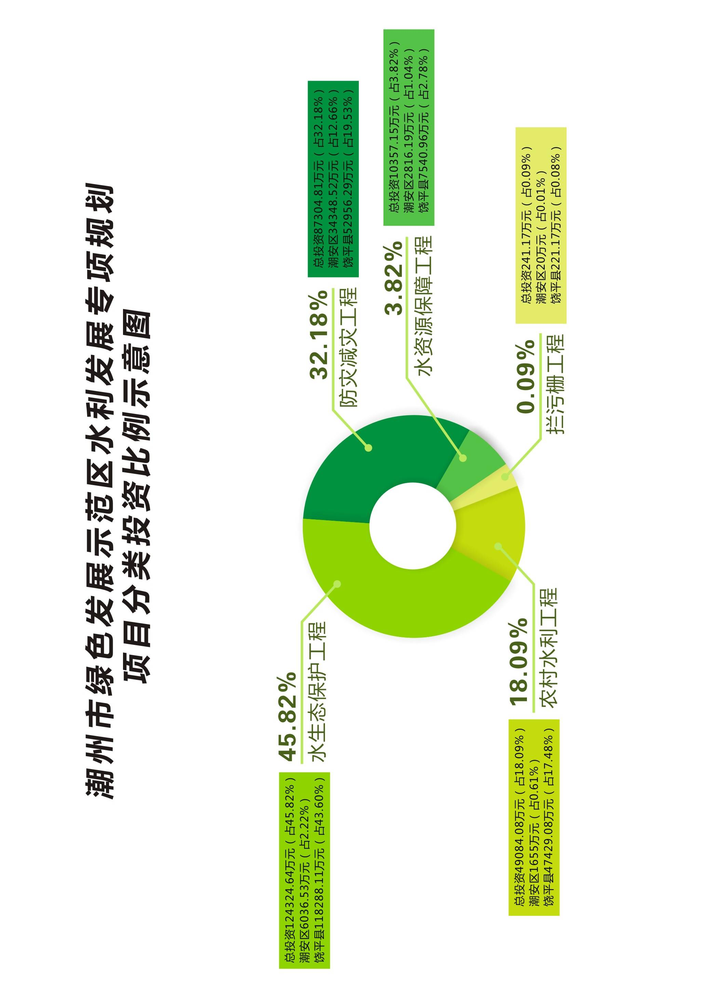 潮州市绿色发展示范区水利发展专项规划
项目分类投资比例示意图
45.82%
水生态保护工程
总投资124324.64万元（占45.82%）
潮安区6036.53万元（占2.22%）
饶平县118288.11万元（占43.60%）
32.18%
防灾减灾工程
总投资87304.81万元（占32.18%）
潮安区34348.52万元（占12.66%）
饶平县52956.29万元（占19.53%）
3.82%
水资源保障工程
总投资10357.15万元（占3.82%）
潮安区2816.19万元（占1.04%）
饶平县7540.96万元（占2.78%）
18.09%
农村水利工程
总投资49084.08万元（占18.09%）
潮安区1655万元（占0.61%）
饶平县47429.08万元（占17.48%）
0.09%
拦污栅工程
总投资241.17万元（占0.09%）
潮安区20万元（占0.01%）
饶平县221.17万元（占0.08%）